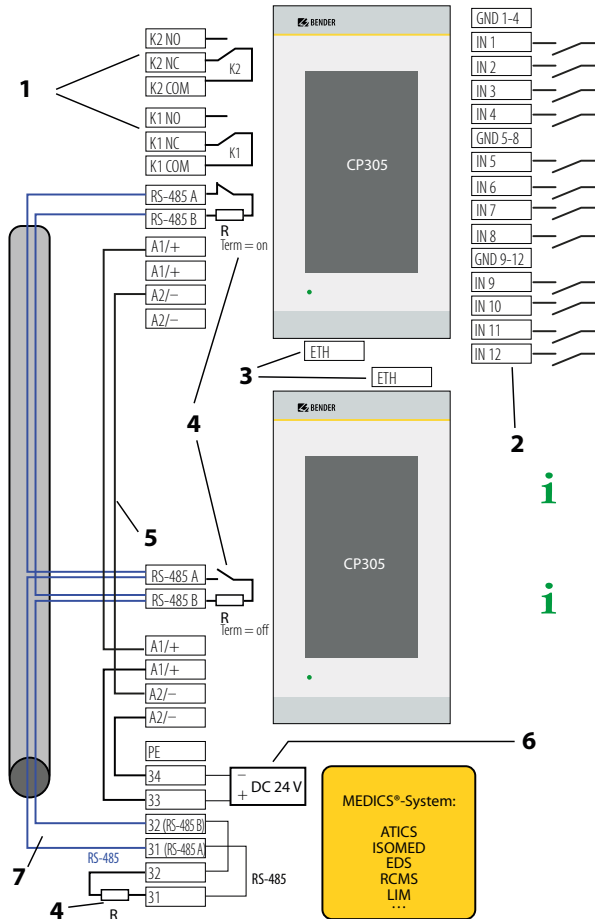 K2 NO
K2 NC
K2 COM
K2
1
K1 NO
K1 NC
K1 COM
K1
RS-485 A
RS-485 B
R
Term = on
A1/+
A1/+
A2/−
A2/−
BENDER
CP305
GND 1-4
IN 1
IN 2
IN 3
IN 4
GND 5-8
IN 5
IN 6
IN 7
IN 8
GND 9-12
IN 9
IN 10
IN 11
IN 12
2
ETH
3
ETH
4
BENDER
CP305
i
i
5
RS-485 A
RS-485 B
R
Term = off
A1/+
A1/+
A2/−
A2/−
PE
34
33
−
+
DC 24 V
6
32 (RS-485 B)
31 (RS-485 A)
32
31
RS-485
RS-485
7
4
R
MEDICS®-System:
ATICS
ISOMED
EDS
RCMS
LIM
...